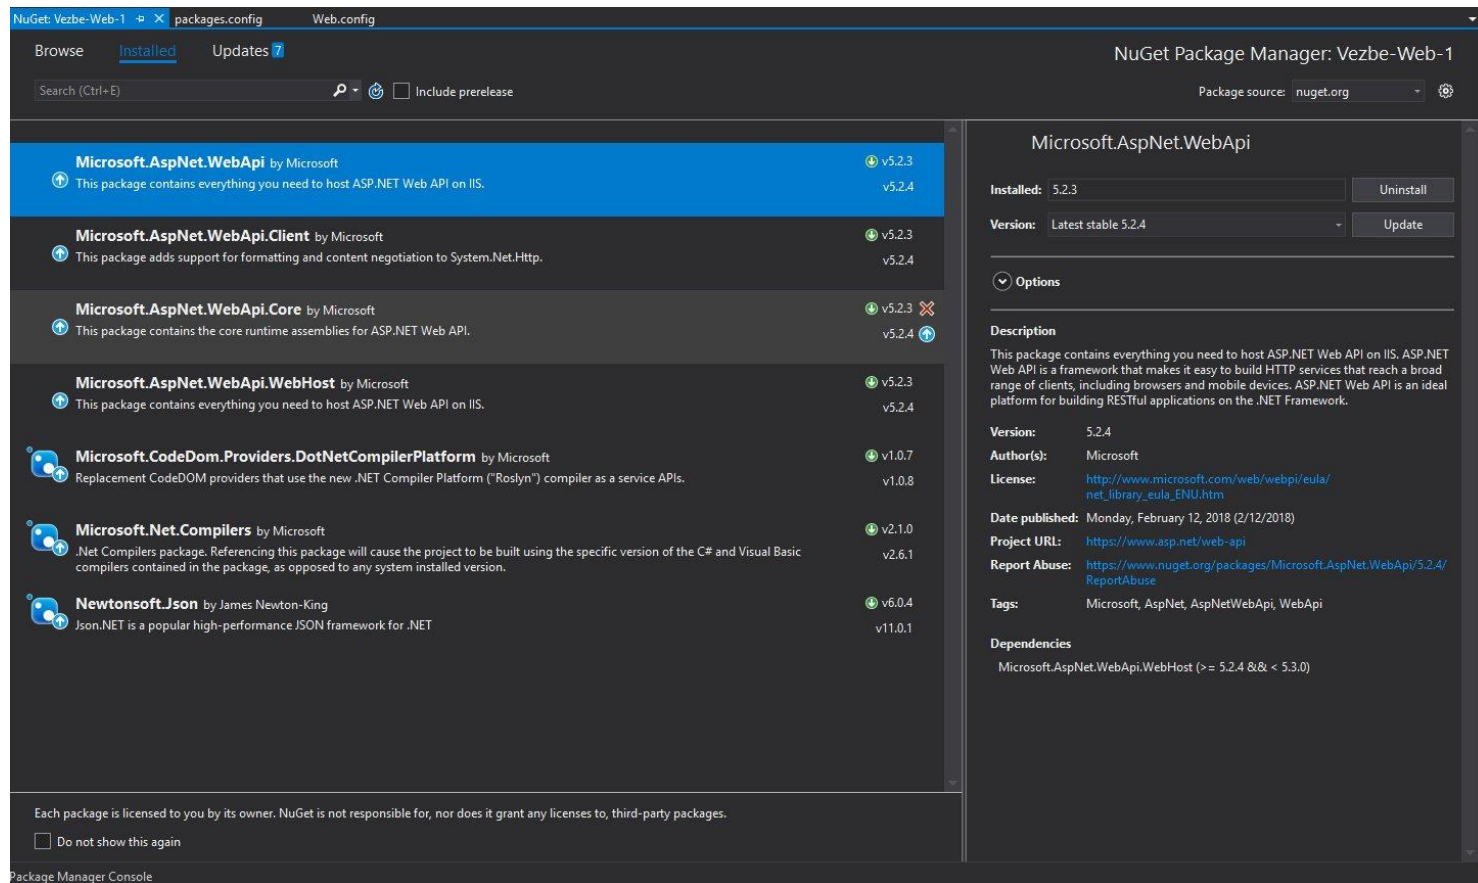 NuGet: Vezbe-Web-1 packages.config Web.config
Browse Installed Updates 7
NuGet Package Manager: Vezbe-Web-1
Search (Ctrl+E) Include prerelease
Package source: nuget.org
Microsoft.AspNet.WebApi by Microsoft v5.2.3
This package contains everything you need to host ASP.NET Web API on IIS. v5.2.4
Microsoft.AspNet.WebApi.Client by Microsoft v5.2.3
This package adds support for formatting and content negotiation to System.Net.Http. v5.2.4
Microsoft.AspNet.WebApi.Core by Microsoft v5.2.3
This package contains the core runtime assemblies for ASP.NET Web API. v5.2.4
Microsoft.AspNet.WebApi.WebHost by Microsoft v5.2.3
This package contains everything you need to host ASP.NET Web API on IIS. v5.2.4
Microsoft.CodeDom.Providers.DotNetCompilerPlatform by Microsoft v1.0.7
Replacement CodeDOM providers that use the new .NET Compiler Platform ("Roslyn") compiler as a service APIs. v1.0.8
Microsoft.Net.Compilers by Microsoft v2.1.0
.Net Compilers package. Referencing this package will cause the project to be built using the specific version of the C# and Visual Basic v2.6.1
compilers contained in the package, as opposed to any system installed version.
Newtonsoft.Json by James Newton-King v6.0.4
Json.NET is a popular high-performance JSON framework for .NET v11.0.1
Each package is licensed to you by its owner. NuGet is not responsible for, nor does it grant any licenses to, third-party packages.
Do not show this again
Microsoft.AspNet.WebApi
Installed: 5.2.3 Uninstall
Version: Latest stable 5.2.4 Update
Options
Description
This package contains everything you need to host ASP.NET Web API on IIS. ASP.NET
Web API is a framework that makes it easy to build HTTP services that reach a broad
range of clients, including browsers and mobile devices. ASP.NET Web API is an ideal
platform for building RESTful applications on the .NET Framework.
Version: 5.2.4
Author(s): Microsoft
License: http://www.microsoft.com/web/webpi/eula/
net_library_eula_ENU.htm
Date published: Monday, February 12, 2018 (2/12/2018)
Project URL: https://www.asp.net/web-api
Report Abuse: https://www.nuget.org/packages/Microsoft.AspNet.WebApi/5.2.4/
ReportAbuse
Tags: Microsoft, AspNet, AspNetWebApi, WebApi
Dependencies
Microsoft.AspNet.WebApi.WebHost (>= 5.2.4 && < 5.3.0)
Package Manager Console